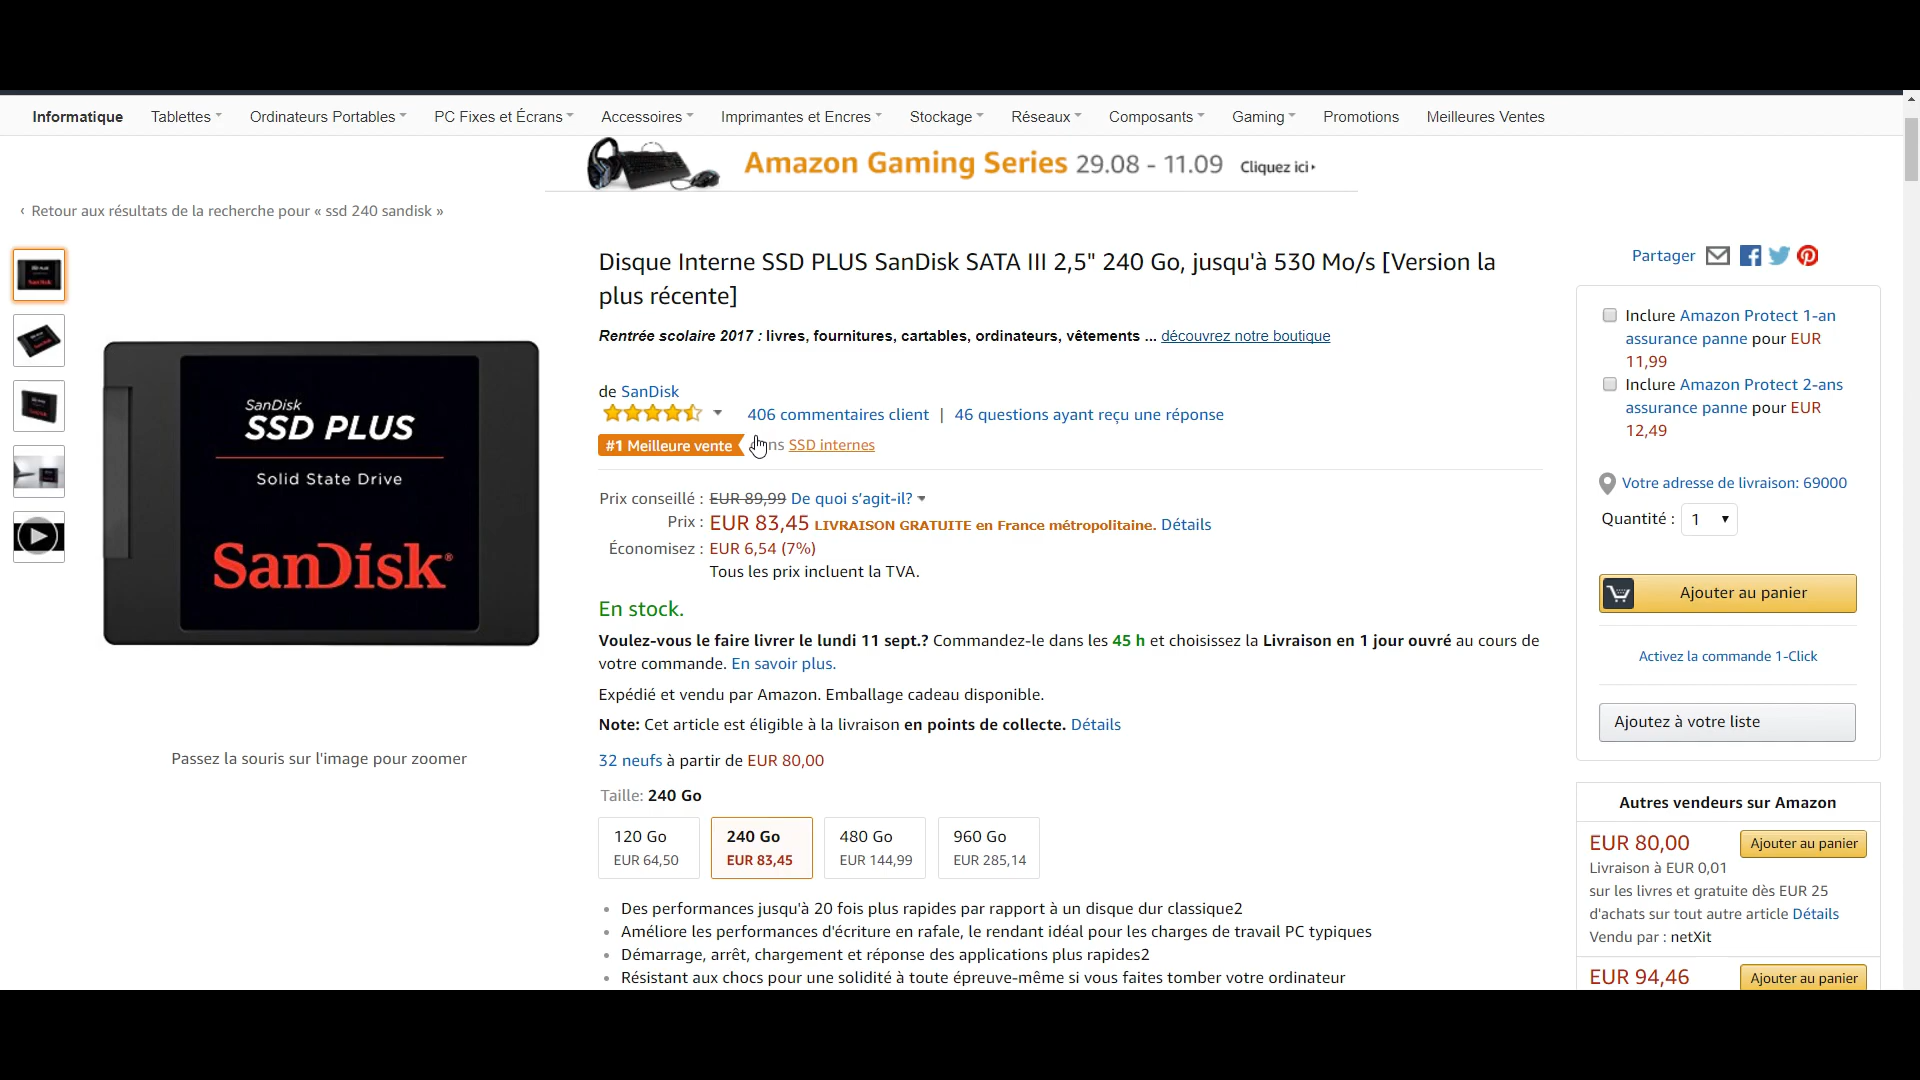 Informatique Tablettes Ordinateurs Portables PC Fixes et Écrans Accessoires Imprimantes et Encres Stockage Réseaux Composants Gaming Promotions Meilleures Ventes
Amazon Gaming Series 29.08 - 11.09 Cliquez ici
‹ Retour aux résultats de la recherche pour « ssd 240 sandisk »
SanDisk
SSD PLUS
Solid State Drive
SanDisk®
Passez la souris sur l'image pour zoomer
Disque Interne SSD PLUS SanDisk SATA III 2,5" 240 Go, jusqu'à 530 Mo/s [Version la
plus récente]
Rentrée scolaire 2017 : livres, fournitures, cartables, ordinateurs, vêtements ... découvrez notre boutique
de SanDisk
406 commentaires client | 46 questions ayant reçu une réponse
#1 Meilleure vente SSD internes
Prix conseillé : EUR 89,99 De quoi s'agit-il?
Prix : EUR 83,45 LIVRAISON GRATUITE en France métropolitaine. Détails
Économisez : EUR 6,54 (7%)
Tous les prix incluent la TVA.
En stock.
Voulez-vous le faire livrer le lundi 11 sept.? Commandez-le dans les 45 h et choisissez la Livraison en 1 jour ouvré au cours de
votre commande. En savoir plus.
Expédié et vendu par Amazon. Emballage cadeau disponible.
Note: Cet article est éligible à la livraison en points de collecte. Détails
32 neufs à partir de EUR 80,00
Taille: 240 Go
120 Go 240 Go 480 Go 960 Go
EUR 64,50 EUR 83,45 EUR 144,99 EUR 285,14
• Des performances jusqu'à 20 fois plus rapides par rapport à un disque dur classique2
• Améliore les performances d'écriture en rafale, le rendant idéal pour les charges de travail PC typiques
• Démarrage, arrêt, chargement et réponse des applications plus rapides2
• Résistant aux chocs pour une solidité à toute épreuve-même si vous faites tomber votre ordinateur
Partager
Inclure Amazon Protect 1-an
assurance panne pour EUR
11,99
Inclure Amazon Protect 2-ans
assurance panne pour EUR
12,49
Votre adresse de livraison: 69000
Quantité : 1
Ajouter au panier
Activez la commande 1-Click
Ajoutez à votre liste
Autres vendeurs sur Amazon
EUR 80,00 Ajouter au panier
Livraison à EUR 0,01
sur les livres et gratuite dès EUR 25
d'achats sur tout autre article Détails
Vendu par : netXit
EUR 94,46 Ajouter au panier